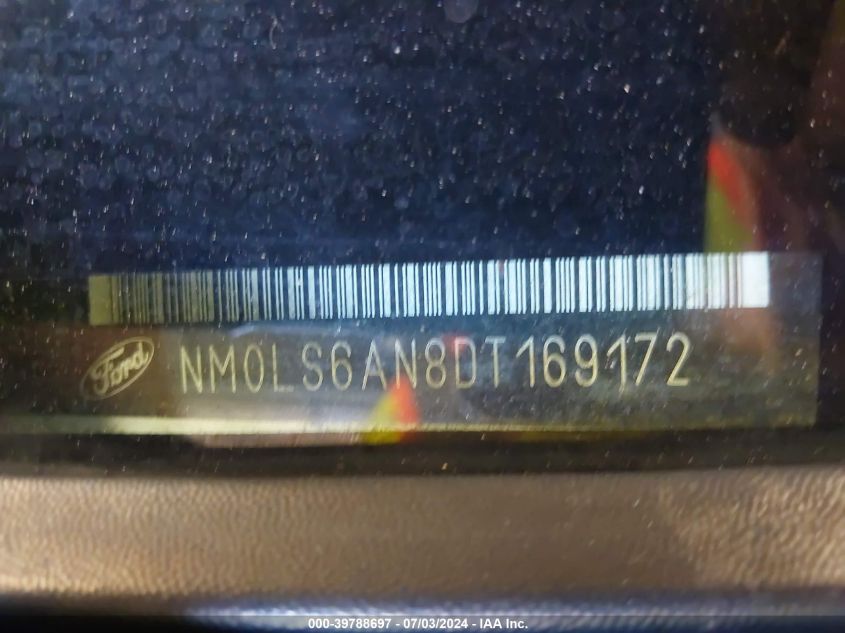 Ford NM0LS6AN8DT169172
000-39788697 - 07/03/2024 - IAA Inc.